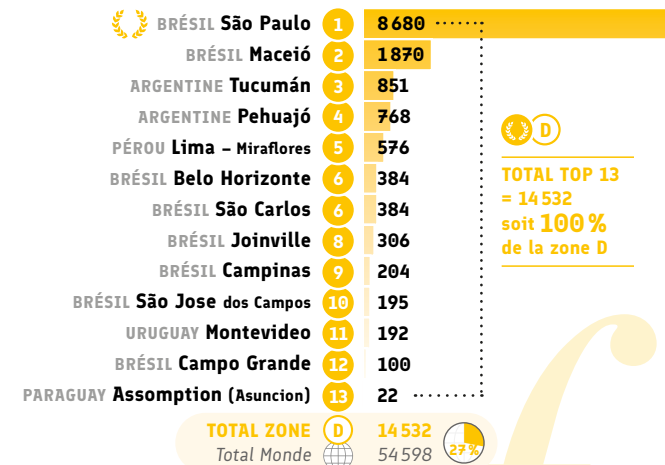 BRÉSIL São Paulo 1 8 680
BRÉSIL Maceió 2 1 870
ARGENTINE Tucumán 3 851
ARGENTINE Pehuajó 4 768
PÉROU Lima – Miraflores 5 576
BRÉSIL Belo Horizonte 6 384
BRÉSIL São Carlos 6 384
BRÉSIL Joinville 8 306
BRÉSIL Campinas 9 204
BRÉSIL São Jose dos Campos 10 195
URUGUAY Montevideo 11 192
BRÉSIL Campo Grande 12 100
PARAGUAY Assomption (Asuncion) 13 22
TOTAL ZONE D 14 532
Total Monde 54 598
27 %
D
TOTAL TOP 13
= 14 532
soit 100 %
de la zone D